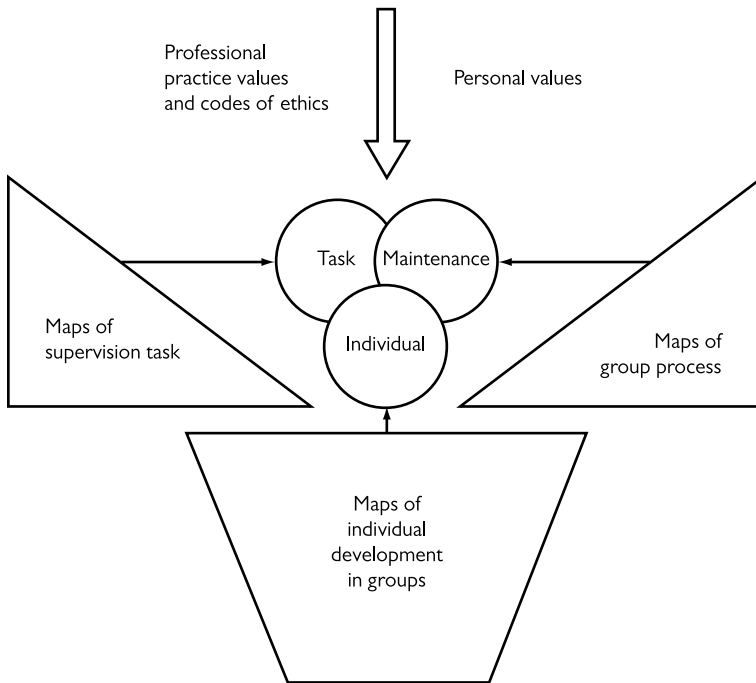 Professional
practice values
and codes of ethics
Personal values
Task
Maintenance
Individual
Maps of
supervision task
Maps of
group process
Maps of
individual
development
in groups